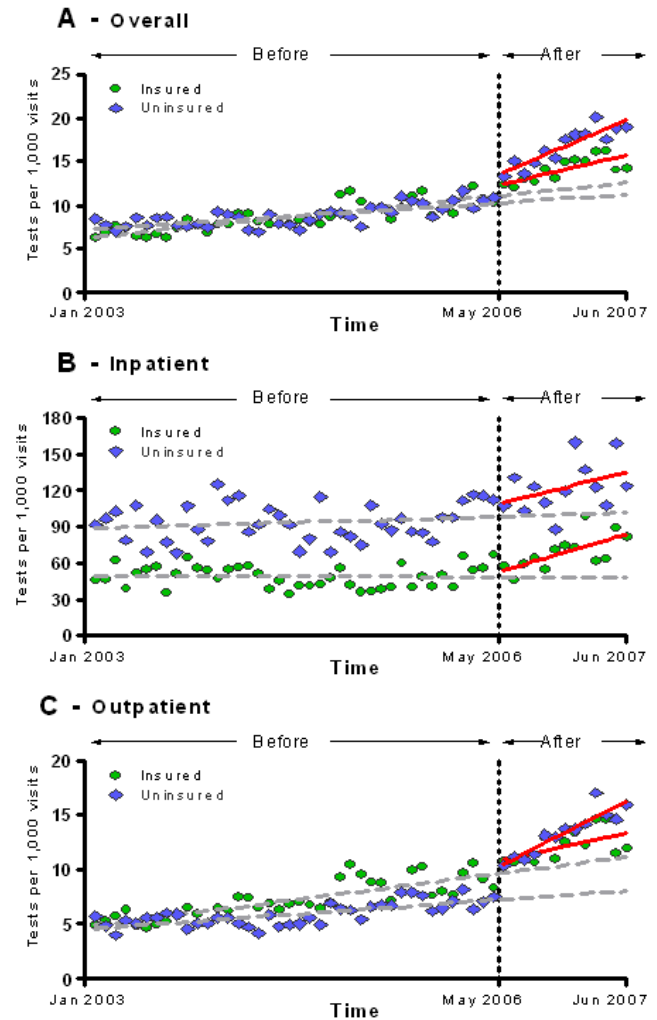 A - Overall
Before After
25
Insured
Uninsured
20
15
10
5
0
Tests per 1,000 visits
Jan 2003 May 2006 Jun 2007
Time
B - Inpatient
Before After
180
Insured
Uninsured
150
120
90
60
30
0
Tests per 1,000 visits
Jan 2003 May 2006 Jun 2007
Time
C - Outpatient
Before After
20
Insured
Uninsured
15
10
5
0
Tests per 1,000 visits
Jan 2003 May 2006 Jun 2007
Time